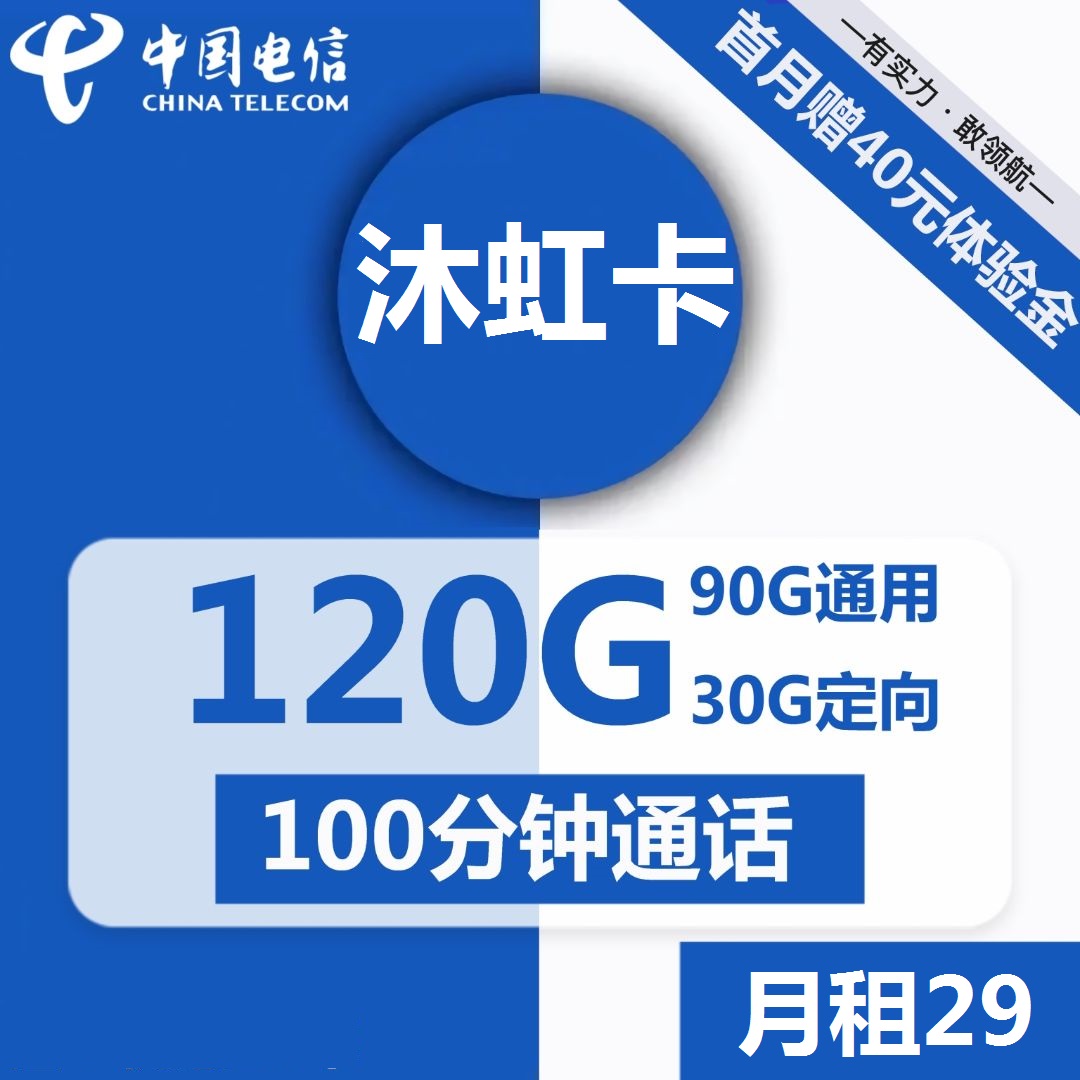 中国电信
CHINA TELECOM
—有实力·敢领航—
首月赠40元体验金
沐虹卡
120G
90G通用
30G定向
100分钟通话
月租29